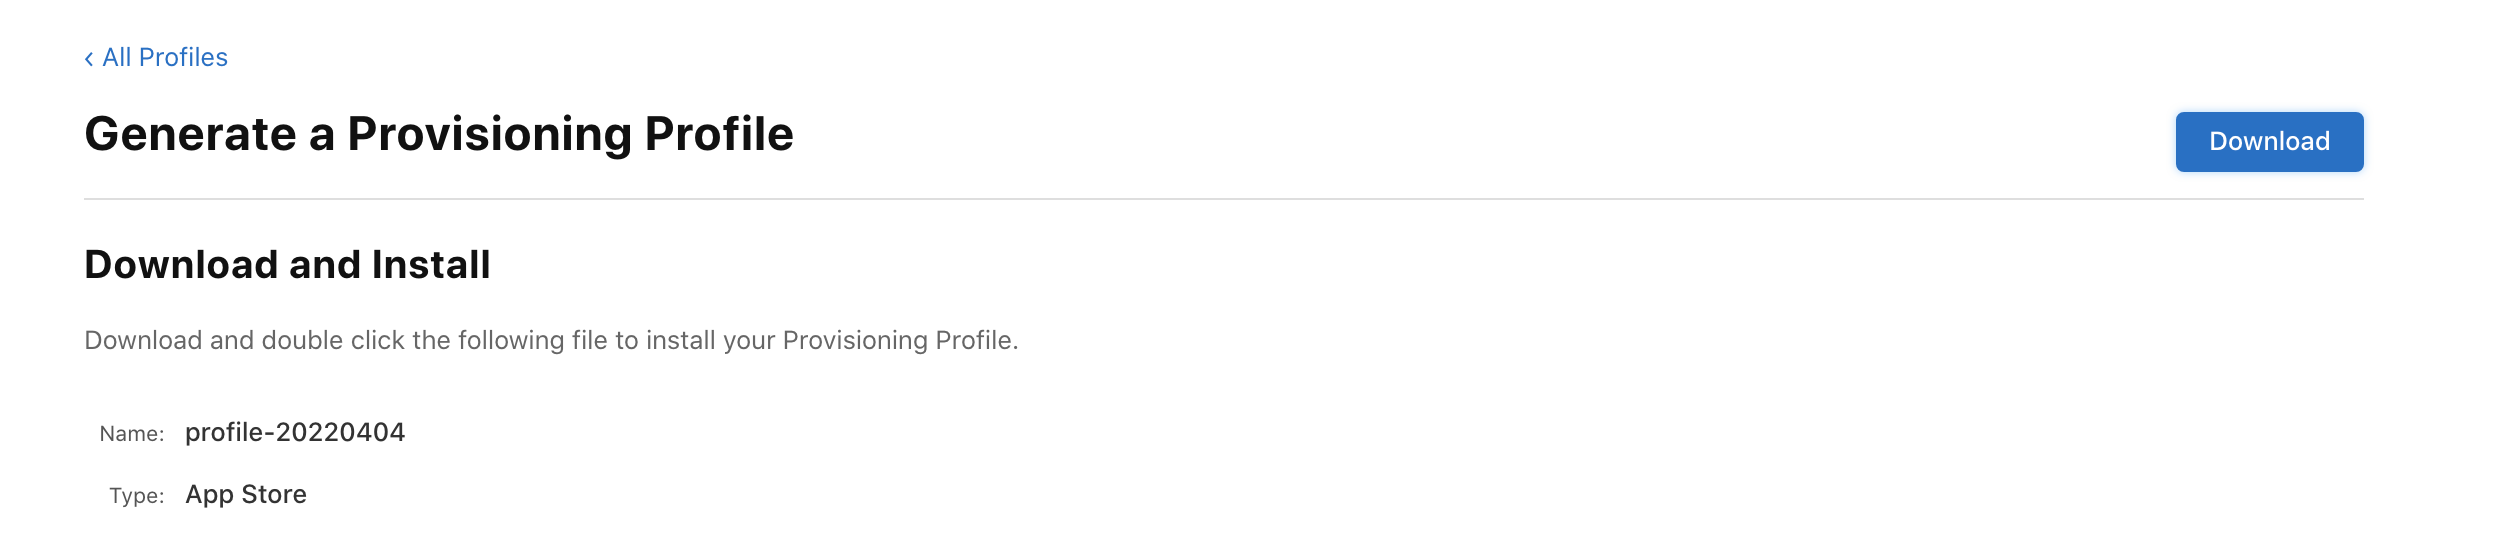 ‹ All Profiles
Generate a Provisioning Profile
Download
Download and Install
Download and double click the following file to install your Provisioning Profile.
Name: profile-20220404
Type: App Store